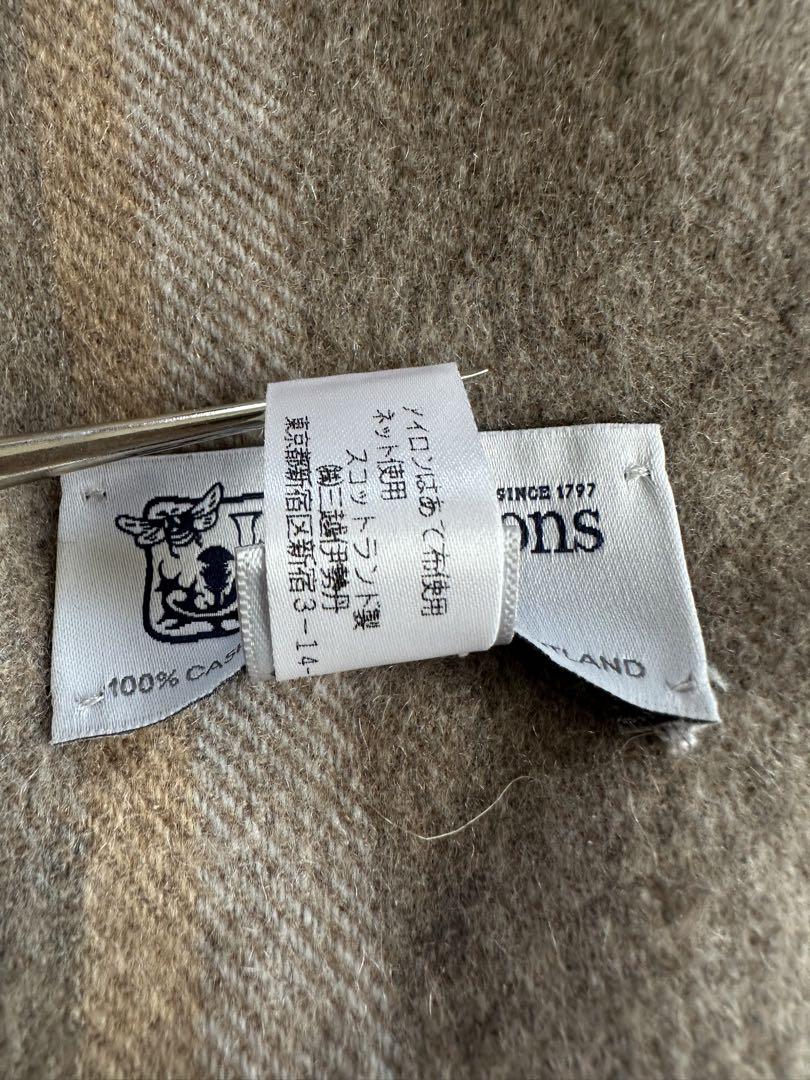 アイロンはあて布使用
ネット使用
スコットランド製
㈱三越伊勢丹
東京都新宿区新宿3-14-
SINCE 1797
ons
100% CAS
TLAND